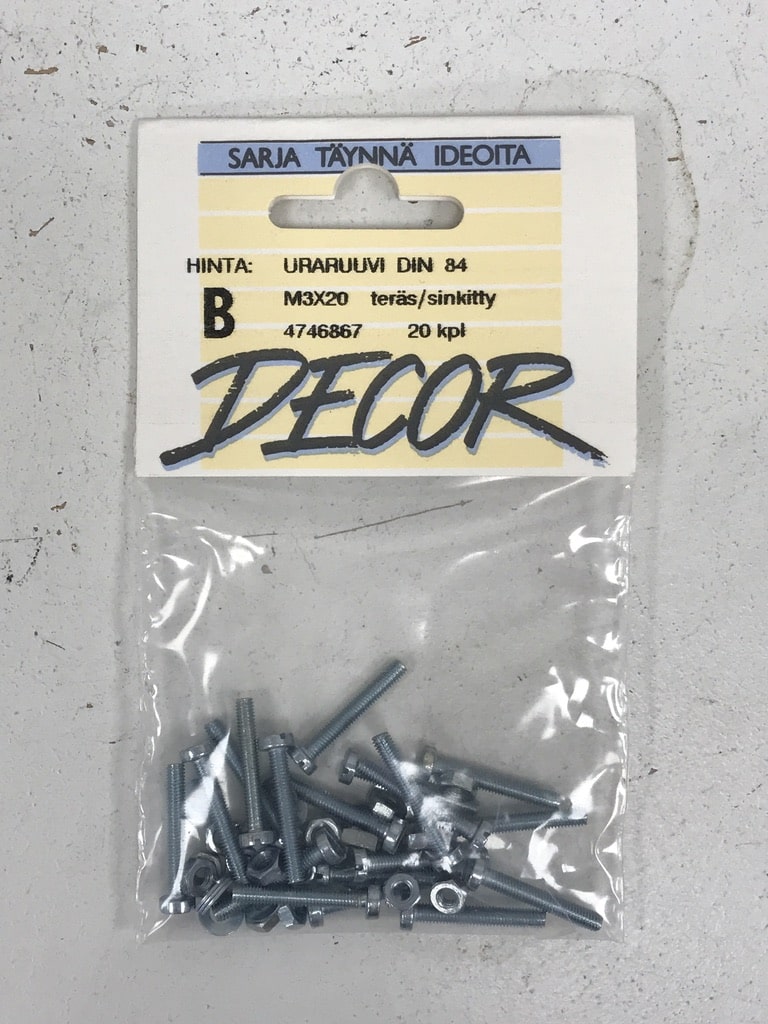 SARJA TÄYNNÄ IDEOITA
HINTA: URARUUVI DIN 84
B M3X20 teräs/sinkitty
4746867 20 kpl
DECOR